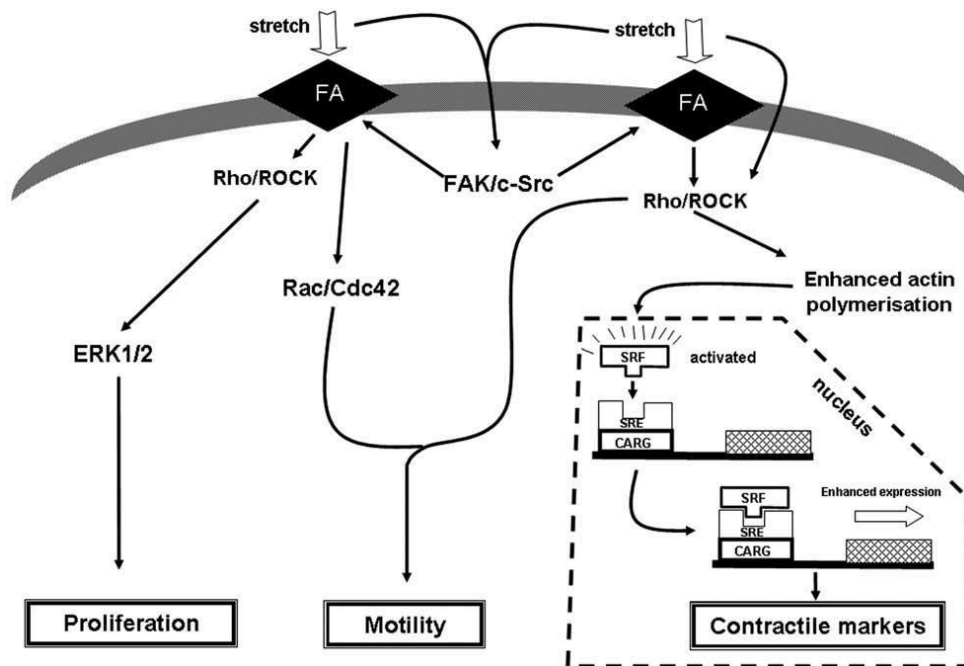 stretch
stretch
FA
FA
Rho/ROCK
FAK/c-Src
Rho/ROCK
Rac/Cdc42
Enhanced actin
polymerisation
ERK1/2
SRF
activated
nucleus
SRE
CARG
SRF
Enhanced expression
SRE
CARG
Proliferation
Motility
Contractile markers